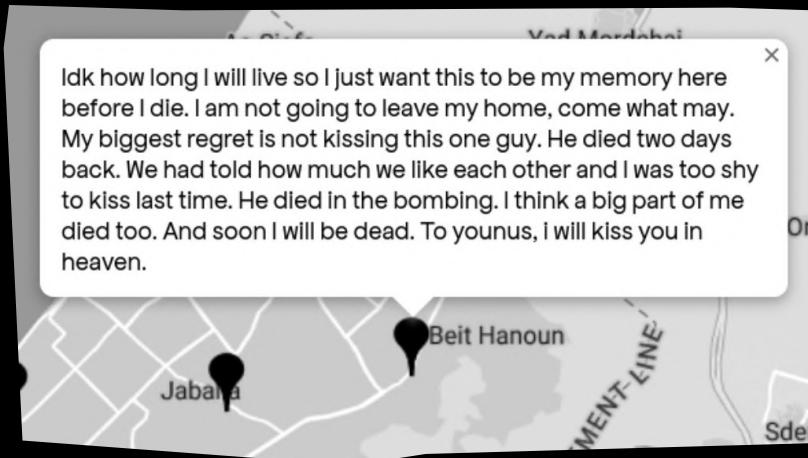 Yad Mordehai
×
Idk how long I will live so I just want this to be my memory here
before I die. I am not going to leave my home, come what may.
My biggest regret is not kissing this one guy. He died two days
back. We had told how much we like each other and I was too shy
to kiss last time. He died in the bombing. I think a big part of me
died too. And soon I will be dead. To younus, i will kiss you in
heaven.
Beit Hanoun
Jabalia